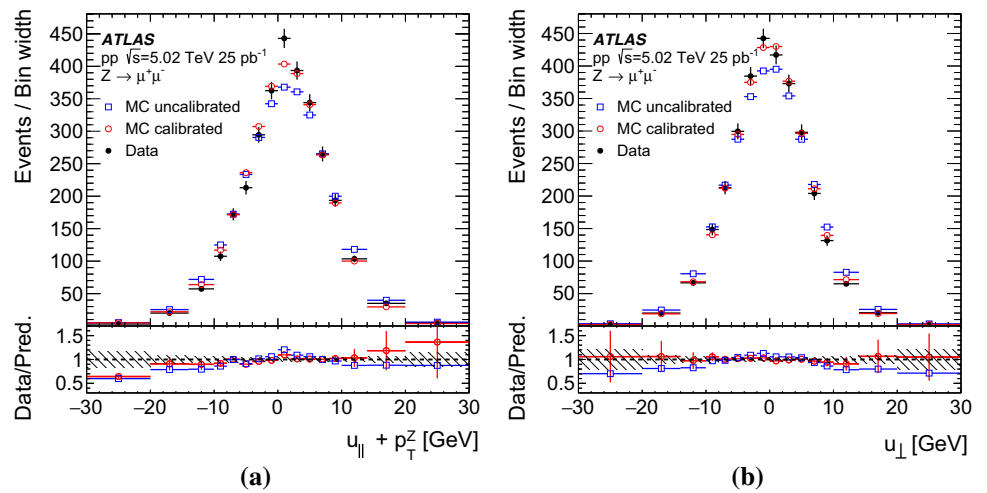 Events / Bin width
450
400
350
300
250
200
150
100
50
ATLAS
pp √s=5.02 TeV 25 pb⁻¹
Z → μ⁺μ⁻
MC uncalibrated
MC calibrated
Data
Data/Pred.
1.5
1
0.5
−30 −20 −10 0 10 20 30
u|| + p_T^Z [GeV]
(a)
Events / Bin width
450
400
350
300
250
200
150
100
50
ATLAS
pp √s=5.02 TeV 25 pb⁻¹
Z → μ⁺μ⁻
MC uncalibrated
MC calibrated
Data
Data/Pred.
1.5
1
0.5
−30 −20 −10 0 10 20 30
u⊥ [GeV]
(b)